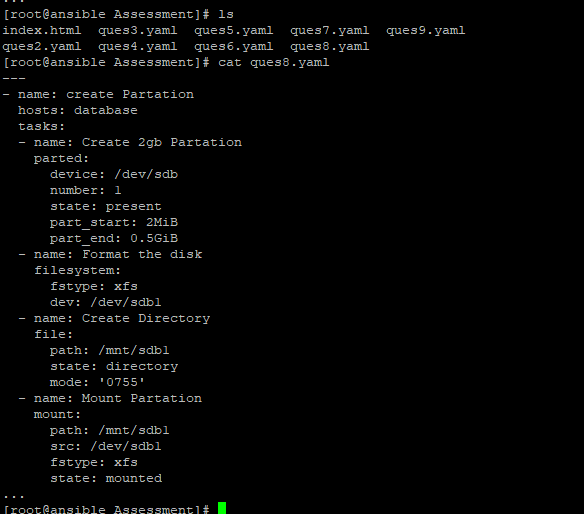 ...
[root@ansible Assessment]# ls
index.html  ques3.yaml  ques5.yaml  ques7.yaml  ques9.yaml
ques2.yaml  ques4.yaml  ques6.yaml  ques8.yaml
[root@ansible Assessment]# cat ques8.yaml
---
- name: create Partation
  hosts: database
  tasks:
  - name: Create 2gb Partation
    parted:
      device: /dev/sdb
      number: 1
      state: present
      part_start: 2MiB
      part_end: 0.5GiB
  - name: Format the disk
    filesystem:
      fstype: xfs
      dev: /dev/sdb1
  - name: Create Directory
    file:
      path: /mnt/sdb1
      state: directory
      mode: '0755'
  - name: Mount Partation
    mount:
      path: /mnt/sdb1
      src: /dev/sdb1
      fstype: xfs
      state: mounted
...
[root@ansible Assessment]#